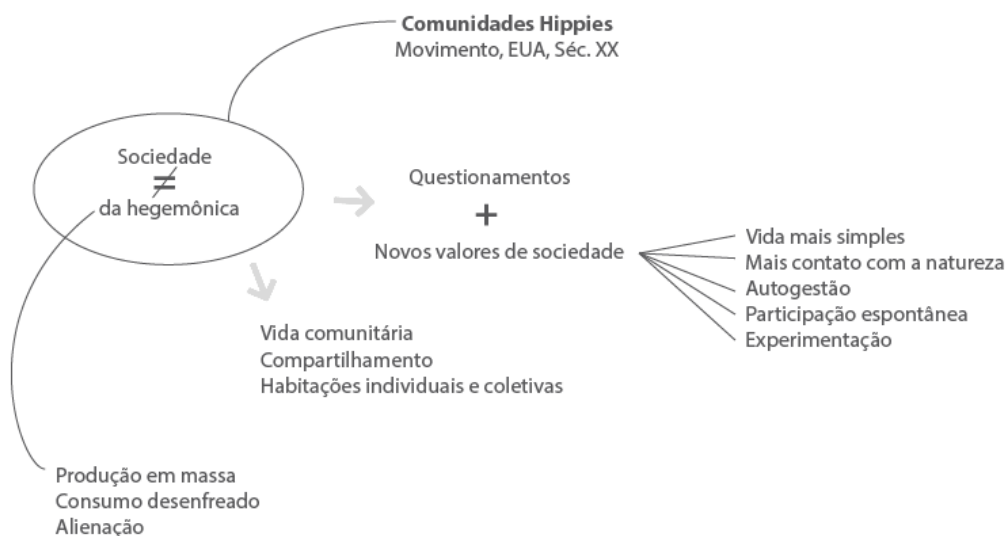 Comunidades Hippies
Movimento, EUA, Séc. XX
Sociedade
≠
da hegemônica
Questionamentos
+
Novos valores de sociedade
Vida mais simples
Mais contato com a natureza
Autogestão
Participação espontânea
Experimentação
Vida comunitária
Compartilhamento
Habitações individuais e coletivas
Produção em massa
Consumo desenfreado
Alienação